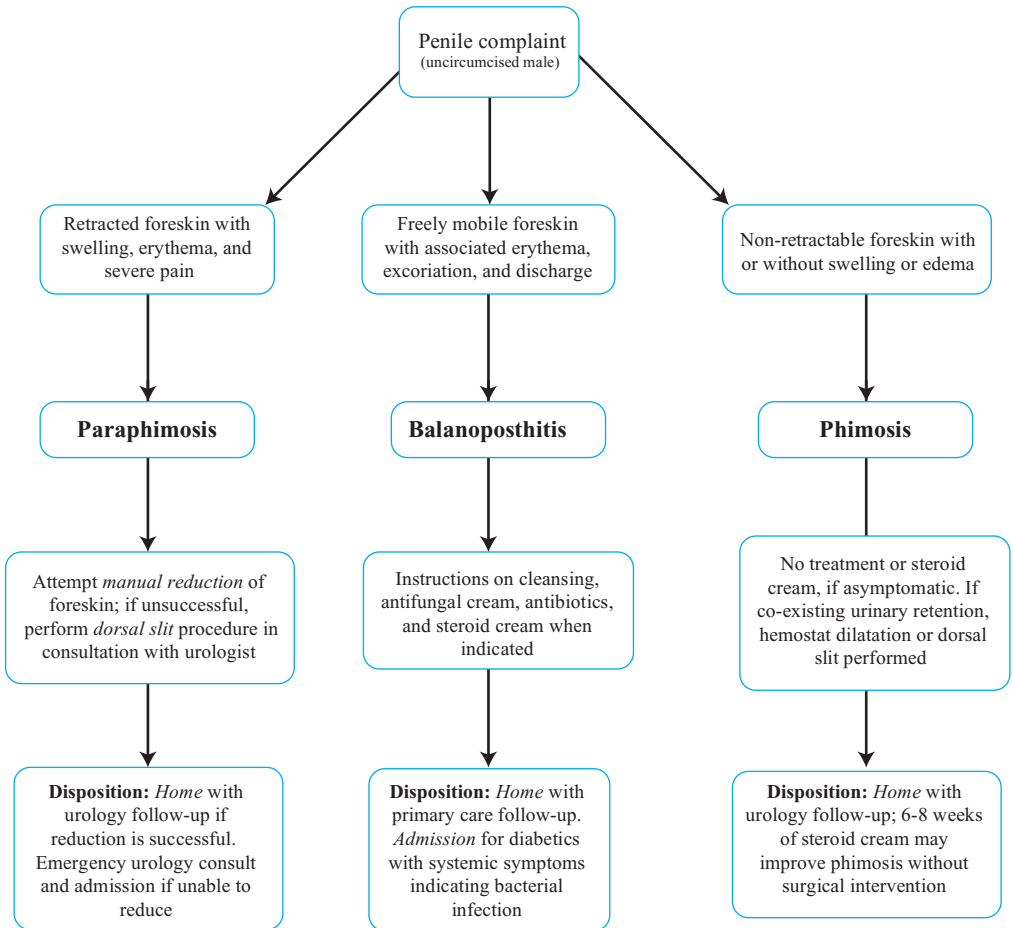 Penile complaint
(uncircumcised male)
Retracted foreskin with
swelling, erythema, and
severe pain
Freely mobile foreskin
with associated erythema,
excoriation, and discharge
Non-retractable foreskin with
or without swelling or edema
Paraphimosis
Balanoposthitis
Phimosis
Attempt manual reduction of
foreskin; if unsuccessful,
perform dorsal slit procedure in
consultation with urologist
Instructions on cleansing,
antifungal cream, antibiotics,
and steroid cream when
indicated
No treatment or steroid
cream, if asymptomatic. If
co-existing urinary retention,
hemostat dilatation or dorsal
slit performed
Disposition: Home with
urology follow-up if
reduction is successful.
Emergency urology consult
and admission if unable to
reduce
Disposition: Home with
primary care follow-up.
Admission for diabetics
with systemic symptoms
indicating bacterial
infection
Disposition: Home with
urology follow-up; 6-8 weeks
of steroid cream may
improve phimosis without
surgical intervention